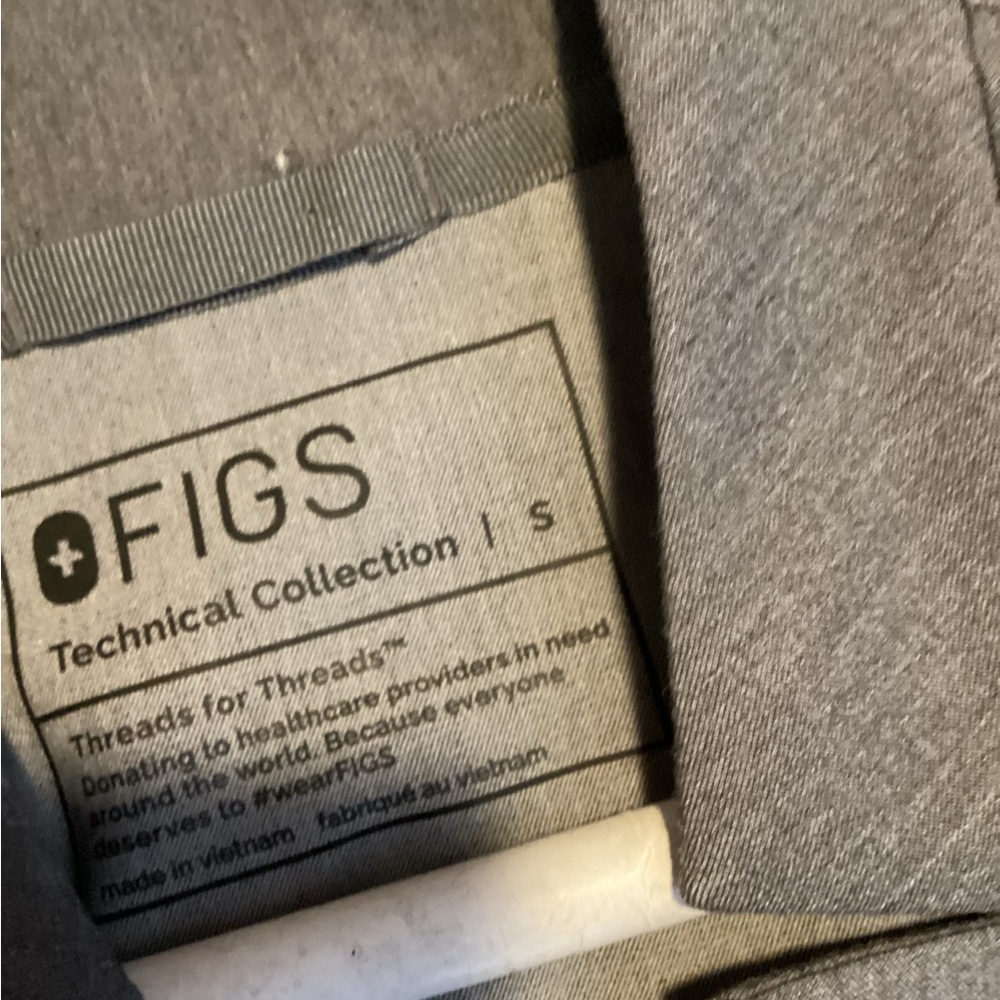 FIGS
Technical Collection | S
Threads for Threads™
Donating to healthcare providers in need
around the world. Because everyone
deserves to #wearFIGS
made in vietnam fabriqué au vietnam